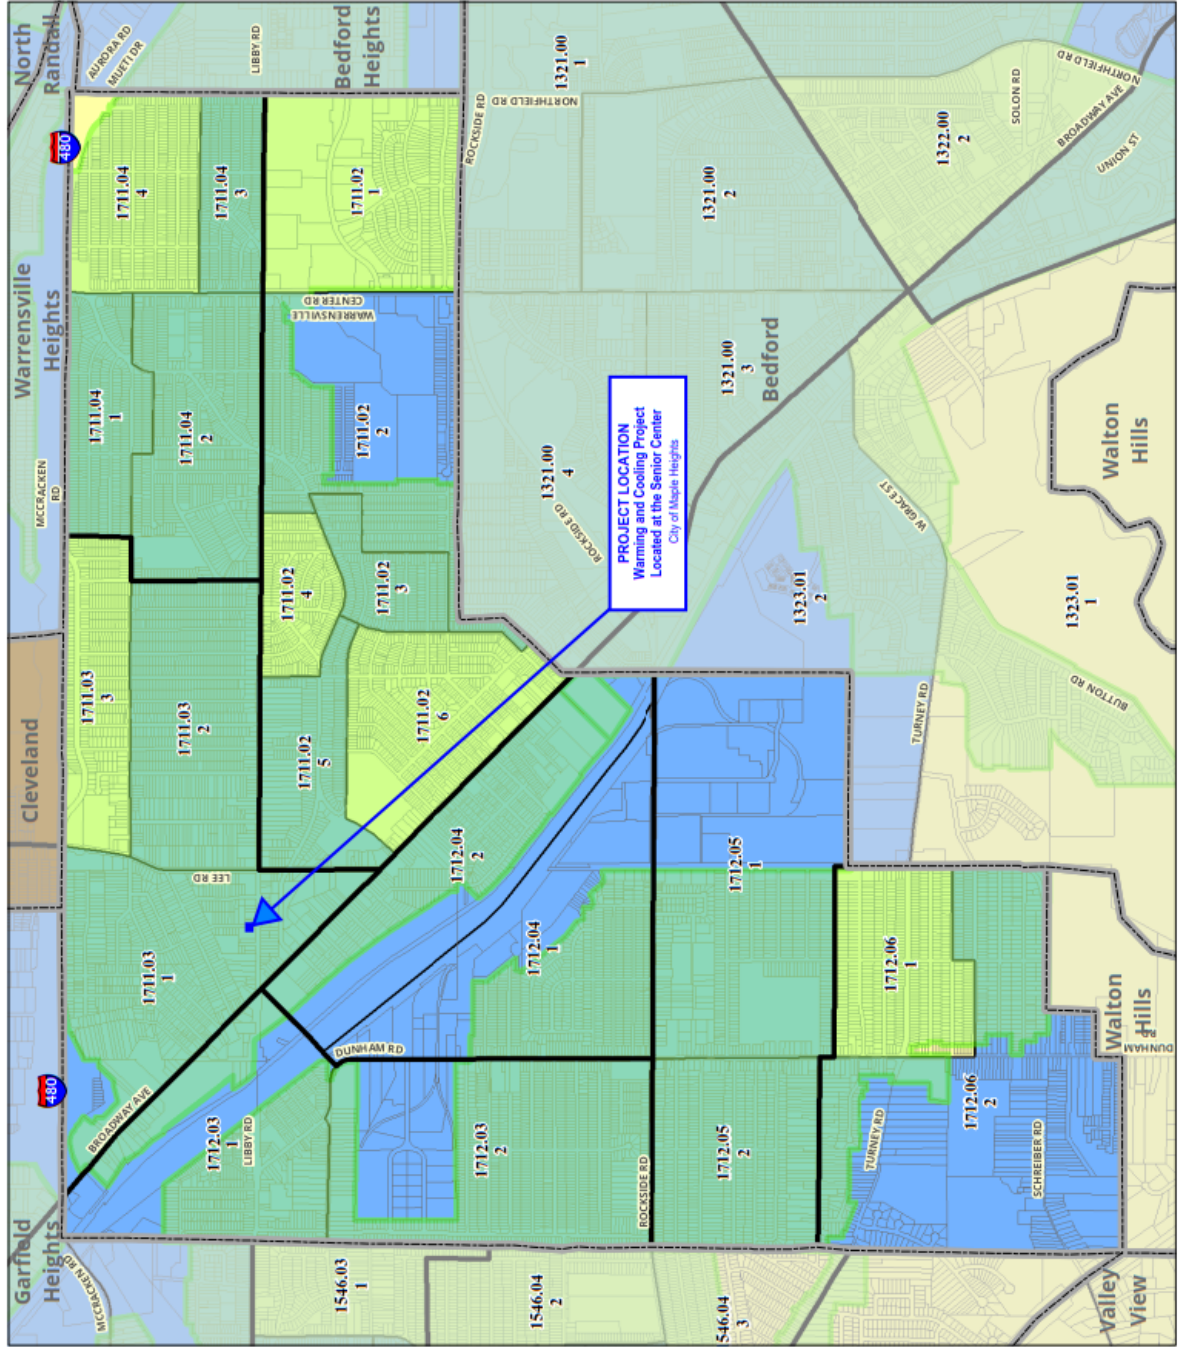 North
Randall
AURORA RD
MUETI DR
LIBBY RD
Bedford
Heights
480
1711.04
4
1711.04
3
1711.02
1
ROCKSIDE RD
NORTHFIELD RD
1321.00
1
1321.00
2
1322.00
2
SOLON RD
NORTHFIELD RD
BROADWAY AVE
UNION ST
Warrensville
Heights
WARRENSVILLE
CENTER RD
MCCRACKEN
RD
1711.04
1
1711.04
2
1711.02
2
1321.00
3
Bedford
1321.00
4
ROCKSIDE RD
PROJECT LOCATION
Warming and Cooling Project
Located at the Senior Center
City of Maple Heights
W GRACE ST
Walton
Hills
1711.02
4
1711.02
3
1323.01
2
1323.01
1
BUTTON RD
TURNEY RD
Cleveland
1711.03
3
1711.03
2
1711.02
5
1711.02
6
LEE RD
1712.04
2
1712.05
1
1711.03
1
1712.04
1
1712.06
1
Walton
Hills
DUNHAM
RD
DUNHAM RD
480
BROADWAY AVE
1712.03
1
LIBBY RD
1712.03
2
ROCKSIDE RD
1712.05
2
TURNEY RD
1712.06
2
SCHREIBER RD
Garfield
Heights
MCCRACKEN RD
1546.03
1
1546.04
2
1546.04
3
Valley
View